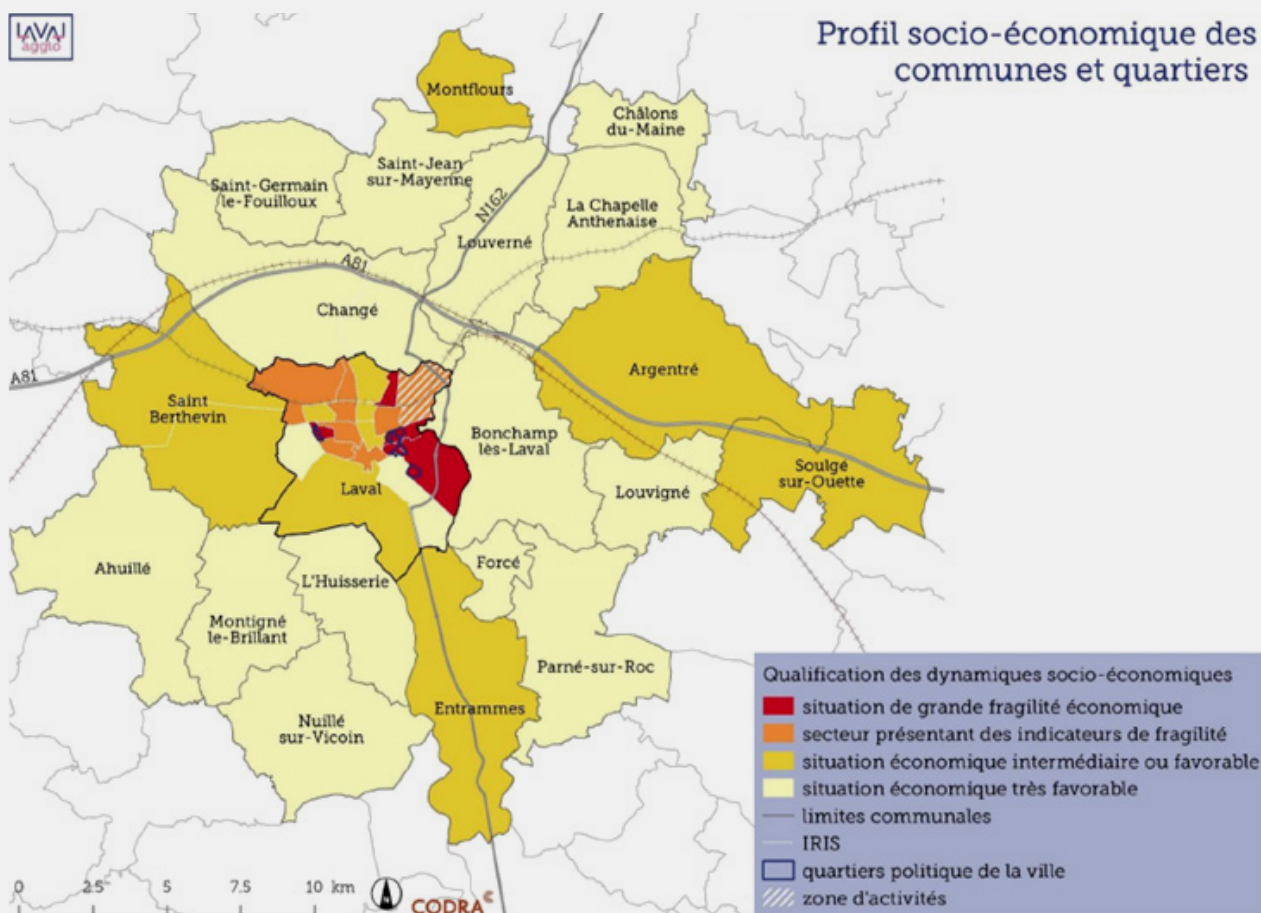 LAVAL
agglo
Profil socio-économique des
communes et quartiers
Montflours
Châlons
du-Maine
Saint-Jean
sur-Mayenne
Saint-Germain
le-Fouilloux
La Chapelle
Anthenaise
N162
Louverné
A81
Changé
A81
Argentré
Saint
Berthevin
Bonchamp
lès-Laval
Soulgé
sur-Ouette
Laval
Louvigné
Ahuillé
L'Huisserie
Forcé
Montigné
le-Brillant
Parné-sur-Roc
Entrammes
Nuillé
sur-Vicoin
Qualification des dynamiques socio-économiques
situation de grande fragilité économique
secteur présentant des indicateurs de fragilité
situation économique intermédiaire ou favorable
situation économique très favorable
limites communales
IRIS
quartiers politique de la ville
zone d'activités
0 2.5 5 7.5 10 km
N
CODRA